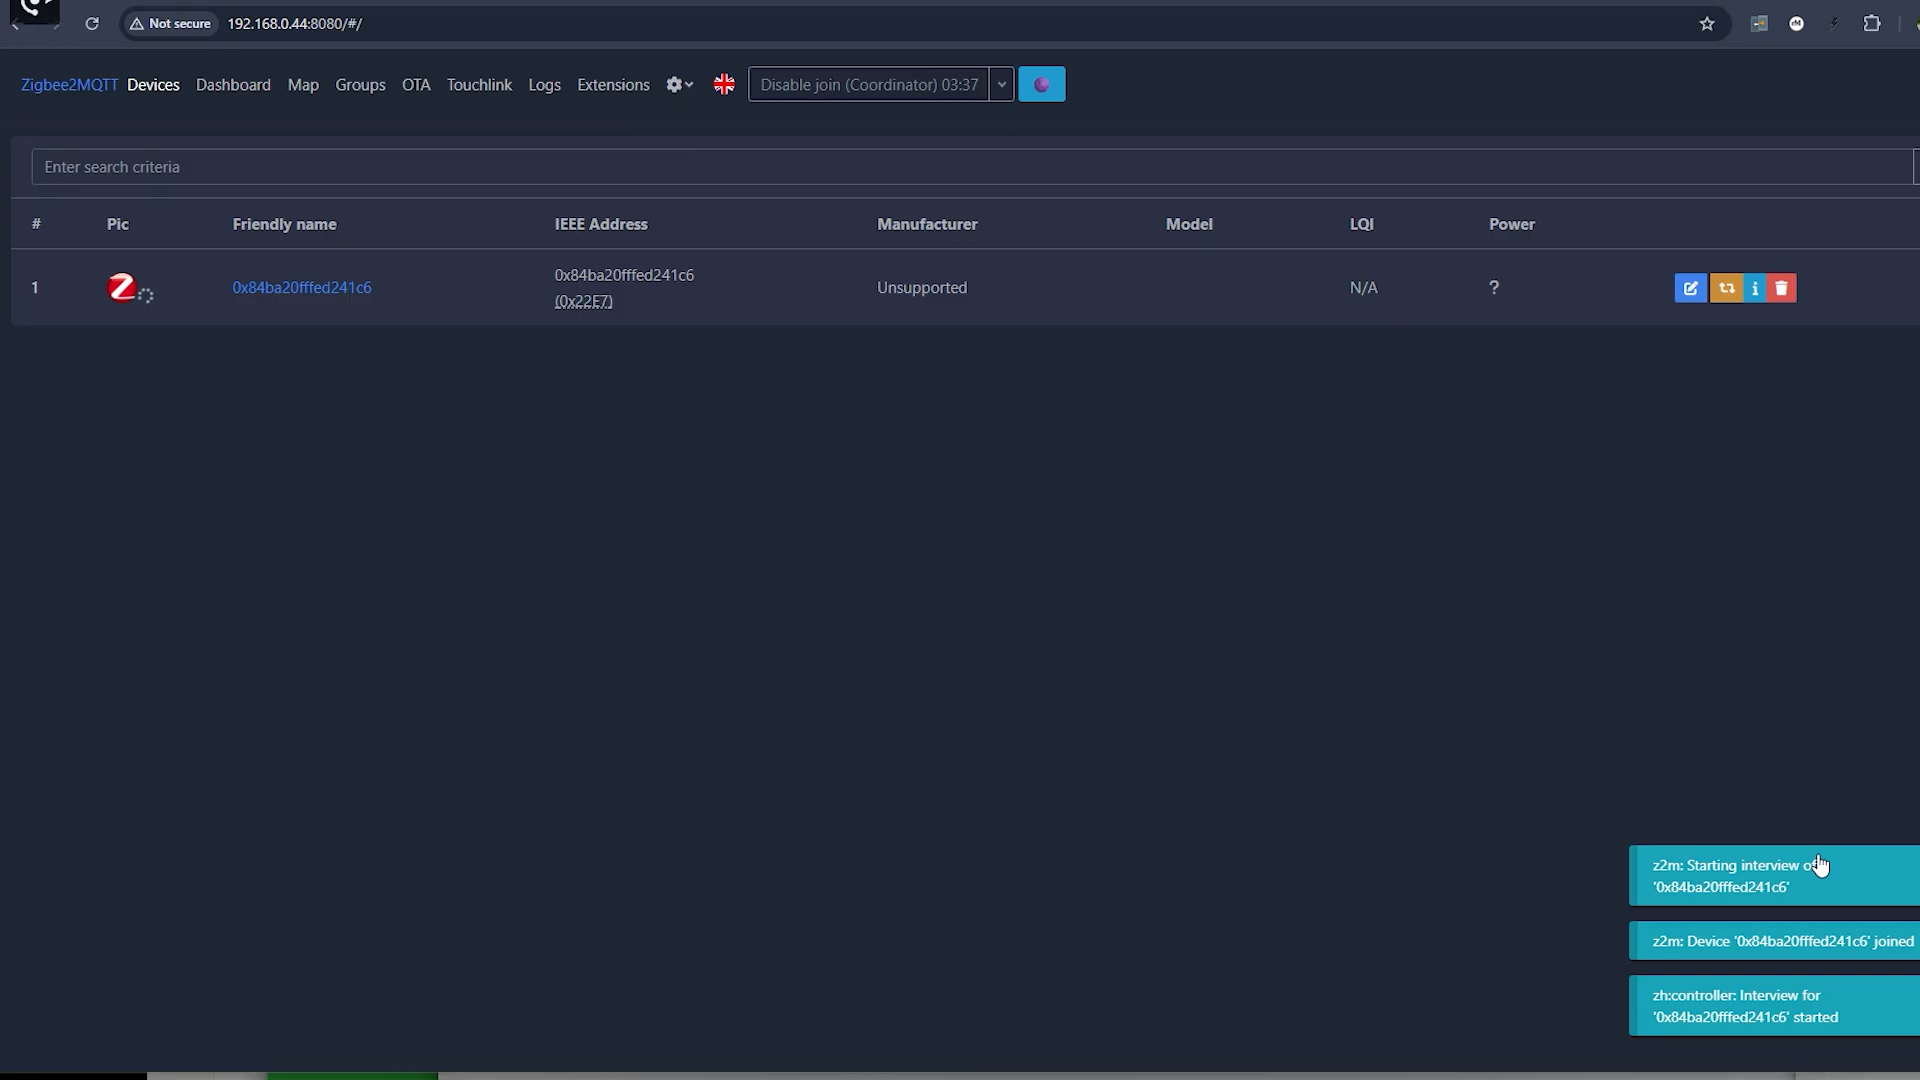 Not secure 192.168.0.44:8080/#/
Zigbee2MQTT Devices Dashboard Map Groups OTA Touchlink Logs Extensions Disable join (Coordinator) 03:37
Enter search criteria
# Pic Friendly name IEEE Address Manufacturer Model LQI Power
1 Z 0x84ba20fffed241c6 0x84ba20fffed241c6 Unsupported N/A ?
(0x22E7)
z2m: Starting interview of
'0x84ba20fffed241c6'
z2m: Device '0x84ba20fffed241c6' joined
zh:controller: Interview for
'0x84ba20fffed241c6' started